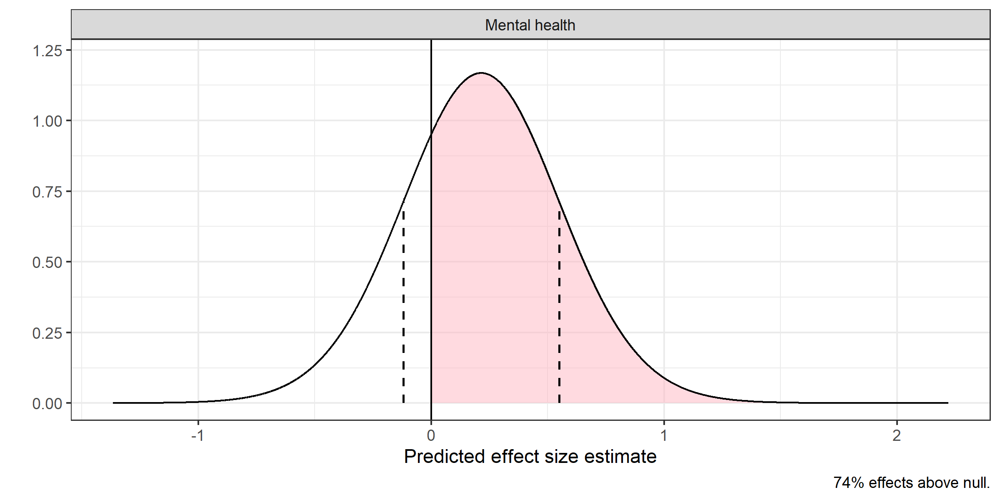 Mental health
1.25
1.00
0.75
0.50
0.25
0.00
-1 0 1 2
Predicted effect size estimate
74% effects above null.